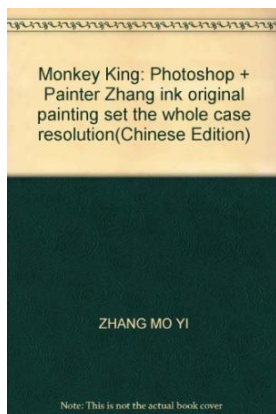 Monkey King: Photoshop +
Painter Zhang ink original
painting set the whole case
resolution(Chinese Edition)
ZHANG MO YI
Note: This is not the actual book cover